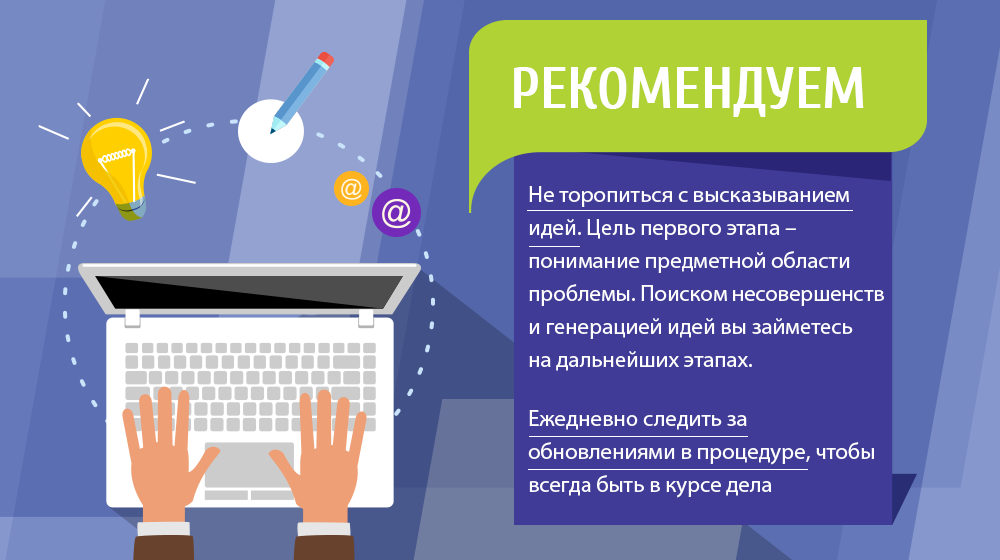 РЕКОМЕНДУЕМ
Не торопиться с высказыванием
идей. Цель первого этапа –
понимание предметной области
проблемы. Поиском несовершенств
и генерацией идей вы займетесь
на дальнейших этапах.
Ежедневно следить за
обновлениями в процедуре, чтобы
всегда быть в курсе дела
@
@